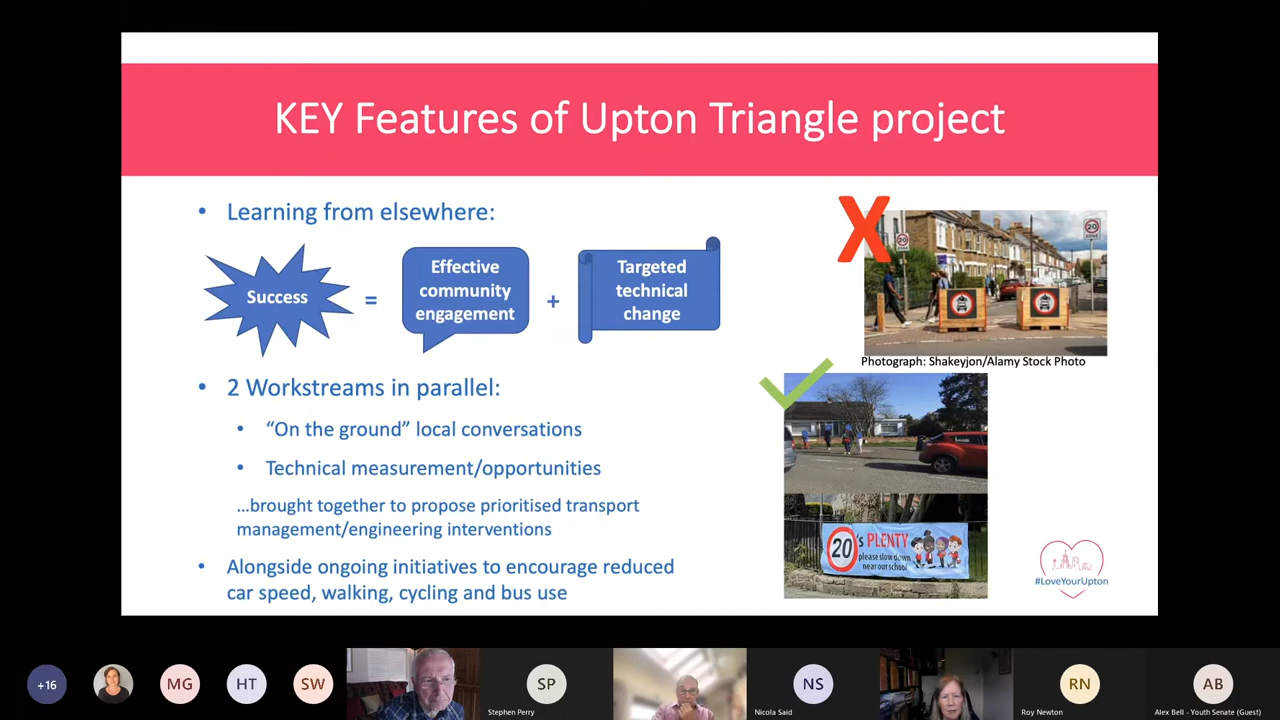 KEY Features of Upton Triangle project
• Learning from elsewhere:
Success
=
Effective
community
engagement
+
Targeted
technical
change
• 2 Workstreams in parallel:
• “On the ground” local conversations
• Technical measurement/opportunities
…brought together to propose prioritised transport
management/engineering interventions
• Alongside ongoing initiatives to encourage reduced
car speed, walking, cycling and bus use
X
20
20
ZONE
Photograph: Shakeyjon/Alamy Stock Photo
20's PLENTY
please slow down
near our school
#LoveYourUpton
+16
MG
HT
SW
SP
Stephen Perry
NS
Nicola Said
RN
Roy Newton
AB
Alex Bell - Youth Senate (Guest)